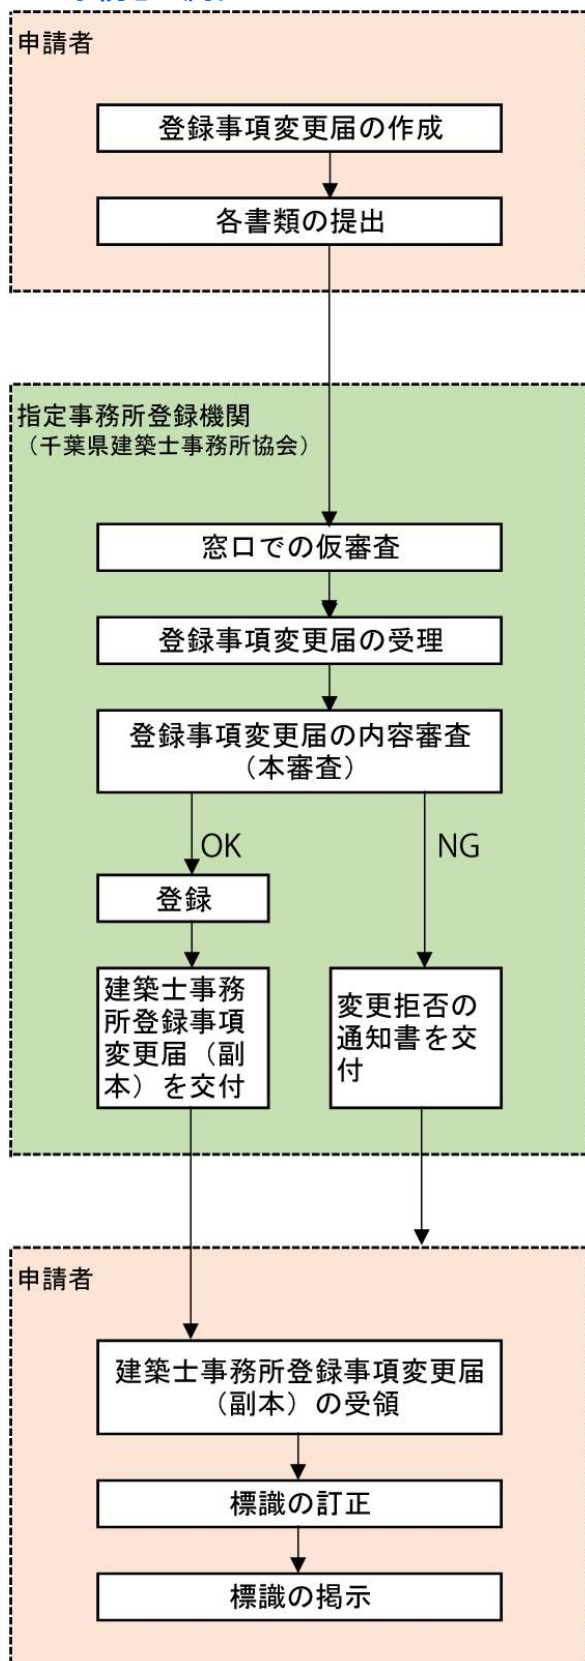 申請者
登録事項変更届の作成
各書類の提出
指定事務所登録機関
（千葉県建築士事務所協会）
窓口での仮審査
登録事項変更届の受理
登録事項変更届の内容審査
（本審査）
OK
NG
登録
建築士事務
所登録事項
変更届（副
本）を交付
変更拒否の
通知書を交
付
申請者
建築士事務所登録事項変更届
（副本）の受領
標識の訂正
標識の掲示